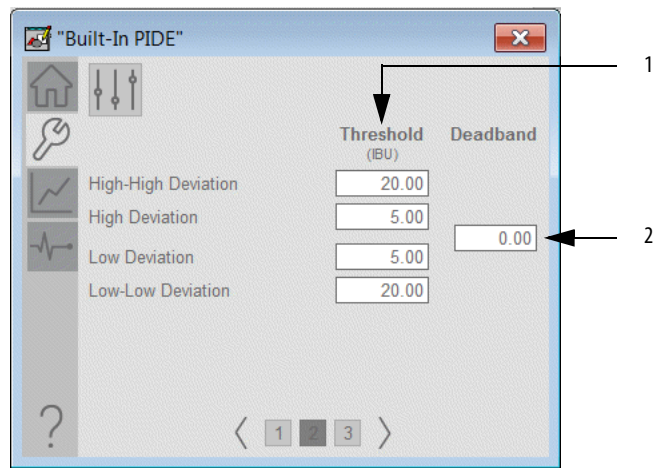 "Built-In PIDE"
1
Threshold Deadband
(IBU)
High-High Deviation 20.00
High Deviation 5.00
0.00 2
Low Deviation 5.00
Low-Low Deviation 20.00
? 1 2 3